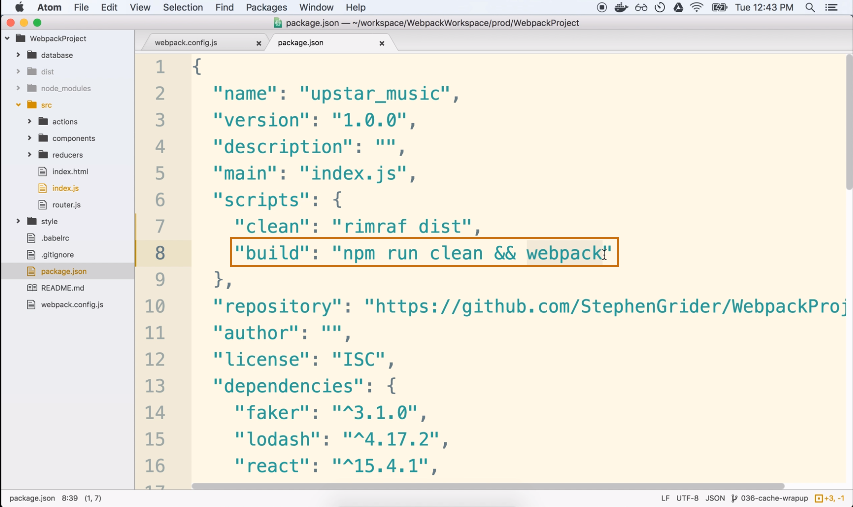 Atom File Edit View Selection Find Packages Window Help Tue 12:43 PM
package.json — ~/workspace/WebpackWorkspace/prod/WebpackProject
WebpackProject
database
dist
node_modules
src
actions
components
reducers
index.html
index.js
router.js
style
.babelrc
.gitignore
package.json
README.md
webpack.config.js
webpack.config.js × package.json ×
1 {
2 "name": "upstar_music",
3 "version": "1.0.0",
4 "description": "",
5 "main": "index.js",
6 "scripts": {
7 "clean": "rimraf dist",
8 "build": "npm run clean && webpack"
9 },
10 "repository": "https://github.com/StephenGrider/WebpackProj
11 "author": "",
12 "license": "ISC",
13 "dependencies": {
14 "faker": "^3.1.0",
15 "lodash": "^4.17.2",
16 "react": "^15.4.1",
17
package.json 8:39 (1, 7) LF UTF-8 JSON 036-cache-wrapup +3, -1